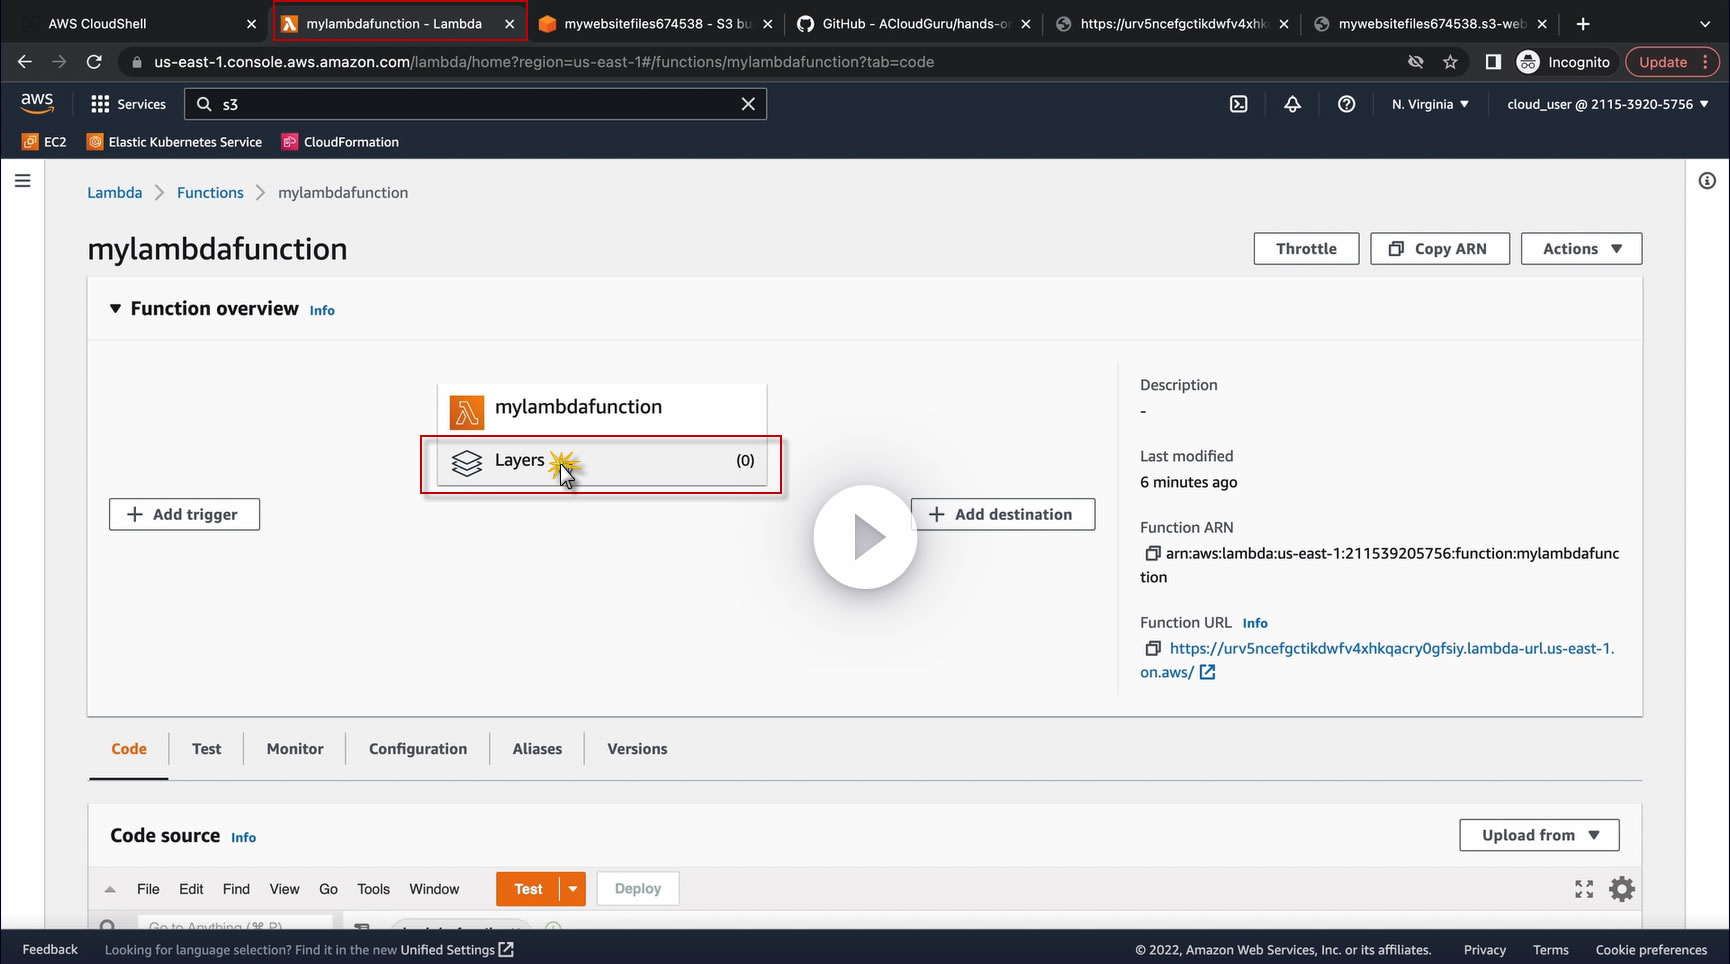 AWS CloudShell
mylambdafunction - Lambda
mywebsitefiles674538 - S3 bu
GitHub - ACloudGuru/hands-o
https://urv5ncefgctikdwfv4xhk
mywebsitefiles674538.s3-web
us-east-1.console.aws.amazon.com/lambda/home?region=us-east-1#/functions/mylambdafunction?tab=code
Incognito
Update
aws
Services
s3
N. Virginia
cloud_user @ 2115-3920-5756
EC2
Elastic Kubernetes Service
CloudFormation
Lambda
Functions
mylambdafunction
mylambdafunction
Throttle
Copy ARN
Actions
Function overview Info
mylambdafunction
Layers (0)
+ Add trigger
+ Add destination
Description
-
Last modified
6 minutes ago
Function ARN
arn:aws:lambda:us-east-1:211539205756:function:mylambdafunc
tion
Function URL Info
https://urv5ncefgctikdwfv4xhkqacry0gfsiy.lambda-url.us-east-1.
on.aws/
Code
Test
Monitor
Configuration
Aliases
Versions
Code source Info
Upload from
File
Edit
Find
View
Go
Tools
Window
Test
Deploy
Go to Anything (⌘ P)
Feedback
Looking for language selection? Find it in the new Unified Settings
© 2022, Amazon Web Services, Inc. or its affiliates.
Privacy
Terms
Cookie preferences